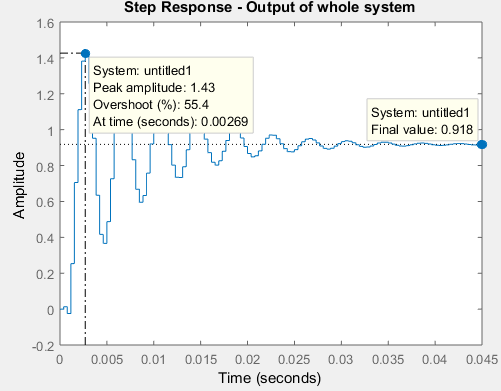 Step Response - Output of whole system
1.6
1.4
1.2
1
0.8
0.6
0.4
0.2
0
-0.2
Amplitude
System: untitled1
Peak amplitude: 1.43
Overshoot (%): 55.4
At time (seconds): 0.00269
System: untitled1
Final value: 0.918
0 0.005 0.01 0.015 0.02 0.025 0.03 0.035 0.04 0.045
Time (seconds)